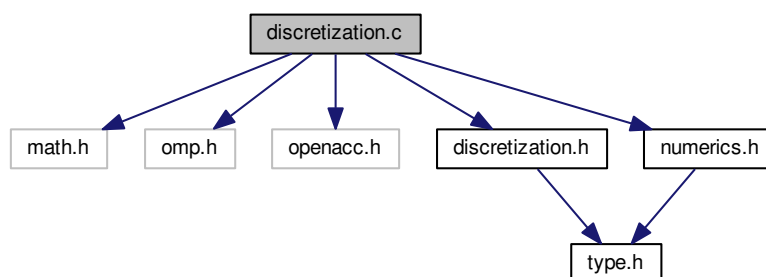 discretization.c
math.h
omp.h
openacc.h
discretization.h
numerics.h
type.h